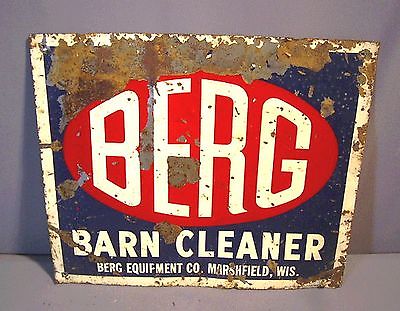 BERG
BARN CLEANER
BERG EQUIPMENT CO. MARSHFIELD, WIS.